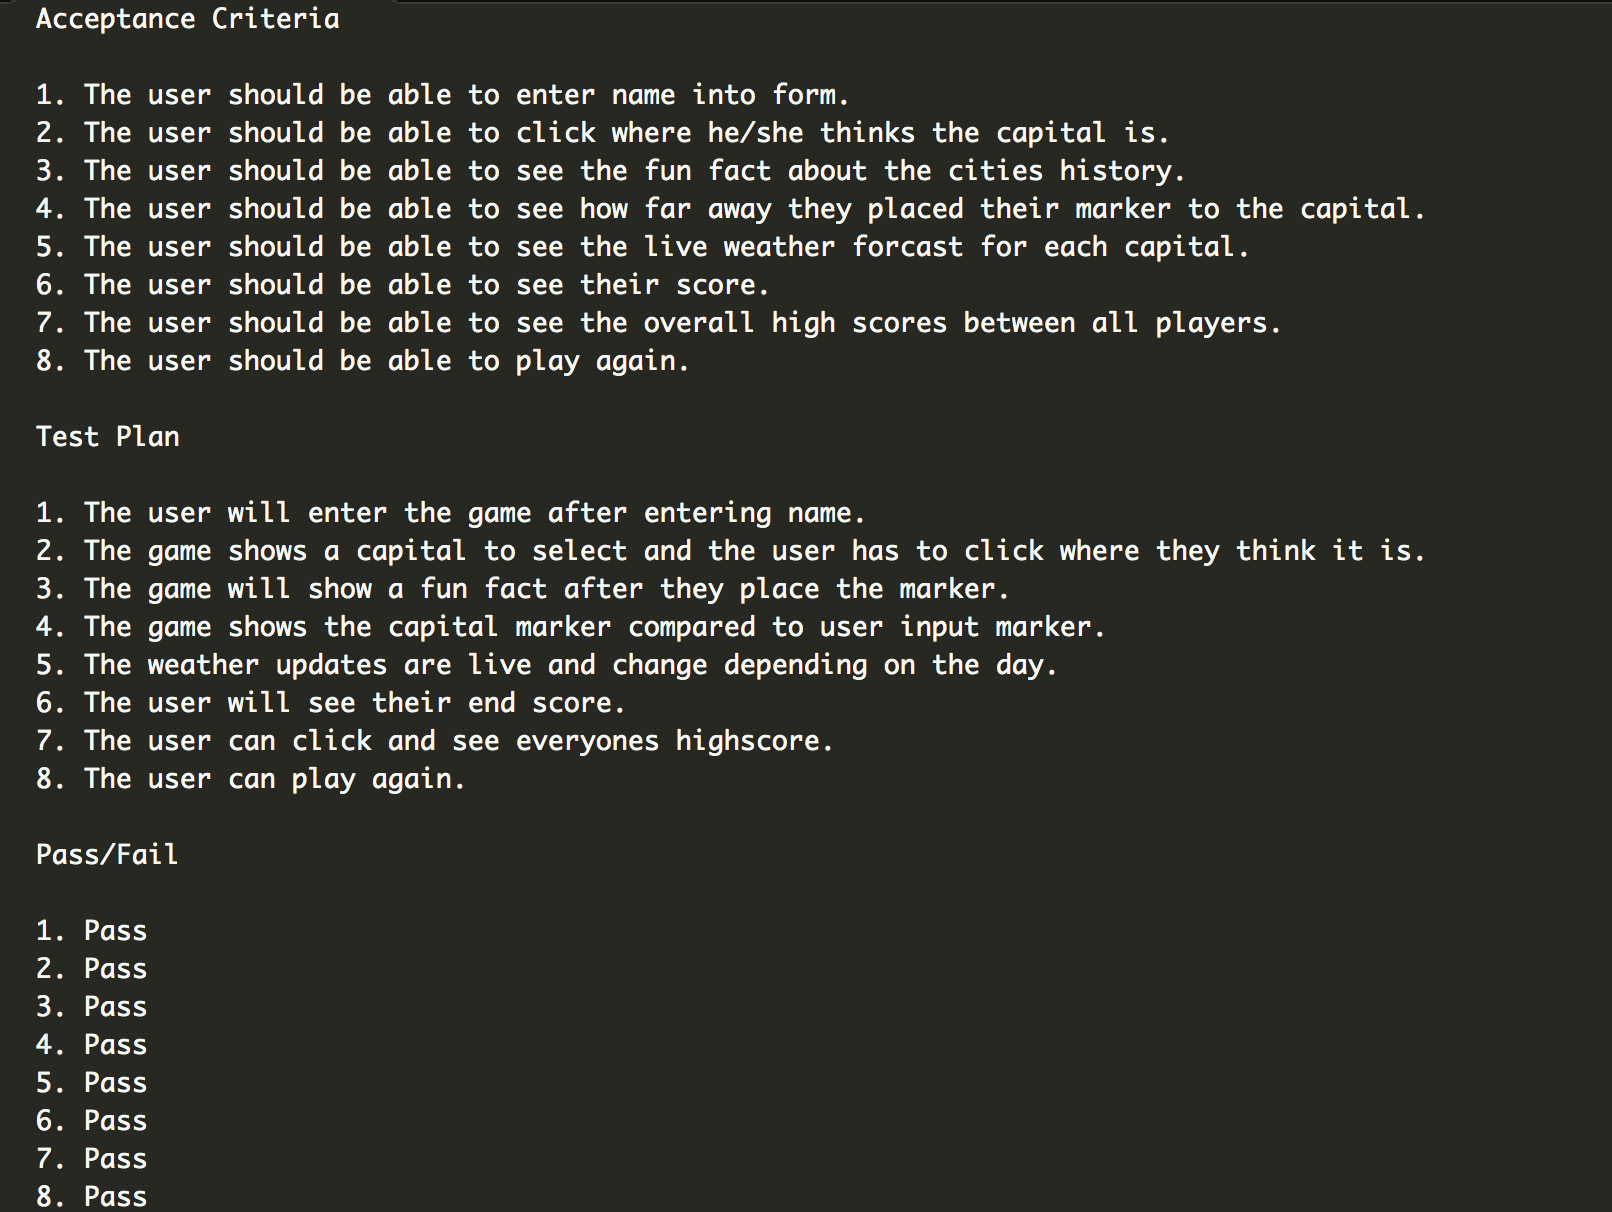 Acceptance Criteria
1. The user should be able to enter name into form.
2. The user should be able to click where he/she thinks the capital is.
3. The user should be able to see the fun fact about the cities history.
4. The user should be able to see how far away they placed their marker to the capital.
5. The user should be able to see the live weather forcast for each capital.
6. The user should be able to see their score.
7. The user should be able to see the overall high scores between all players.
8. The user should be able to play again.
Test Plan
1. The user will enter the game after entering name.
2. The game shows a capital to select and the user has to click where they think it is.
3. The game will show a fun fact after they place the marker.
4. The game shows the capital marker compared to user input marker.
5. The weather updates are live and change depending on the day.
6. The user will see their end score.
7. The user can click and see everyones highscore.
8. The user can play again.
Pass/Fail
1. Pass
2. Pass
3. Pass
4. Pass
5. Pass
6. Pass
7. Pass
8. Pass